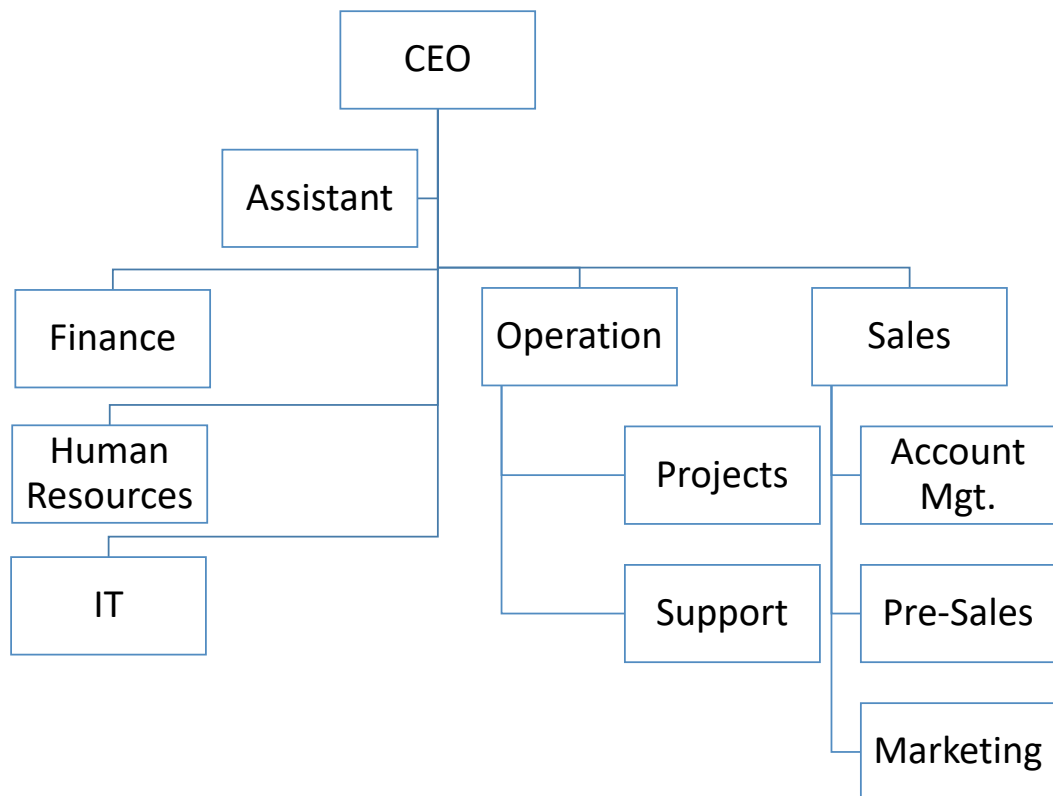 CEO
Assistant
Finance
Operation
Sales
Human
Resources
Projects
Account
Mgt.
IT
Support
Pre-Sales
Marketing